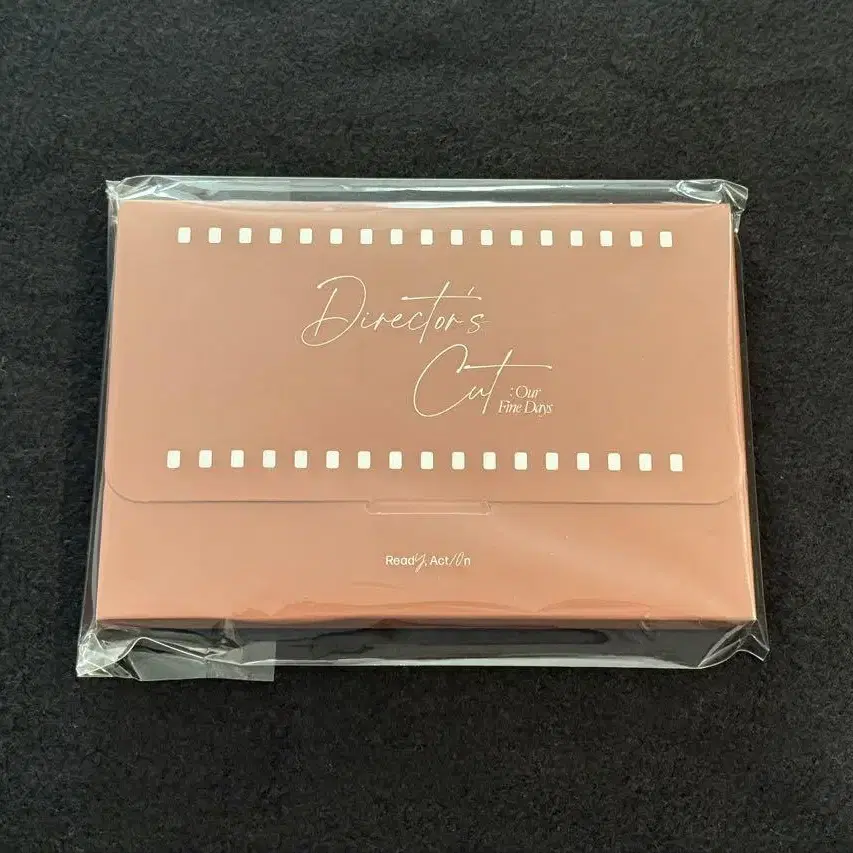 Director's
Cut : Our
Fine Days
Ready, Act/On